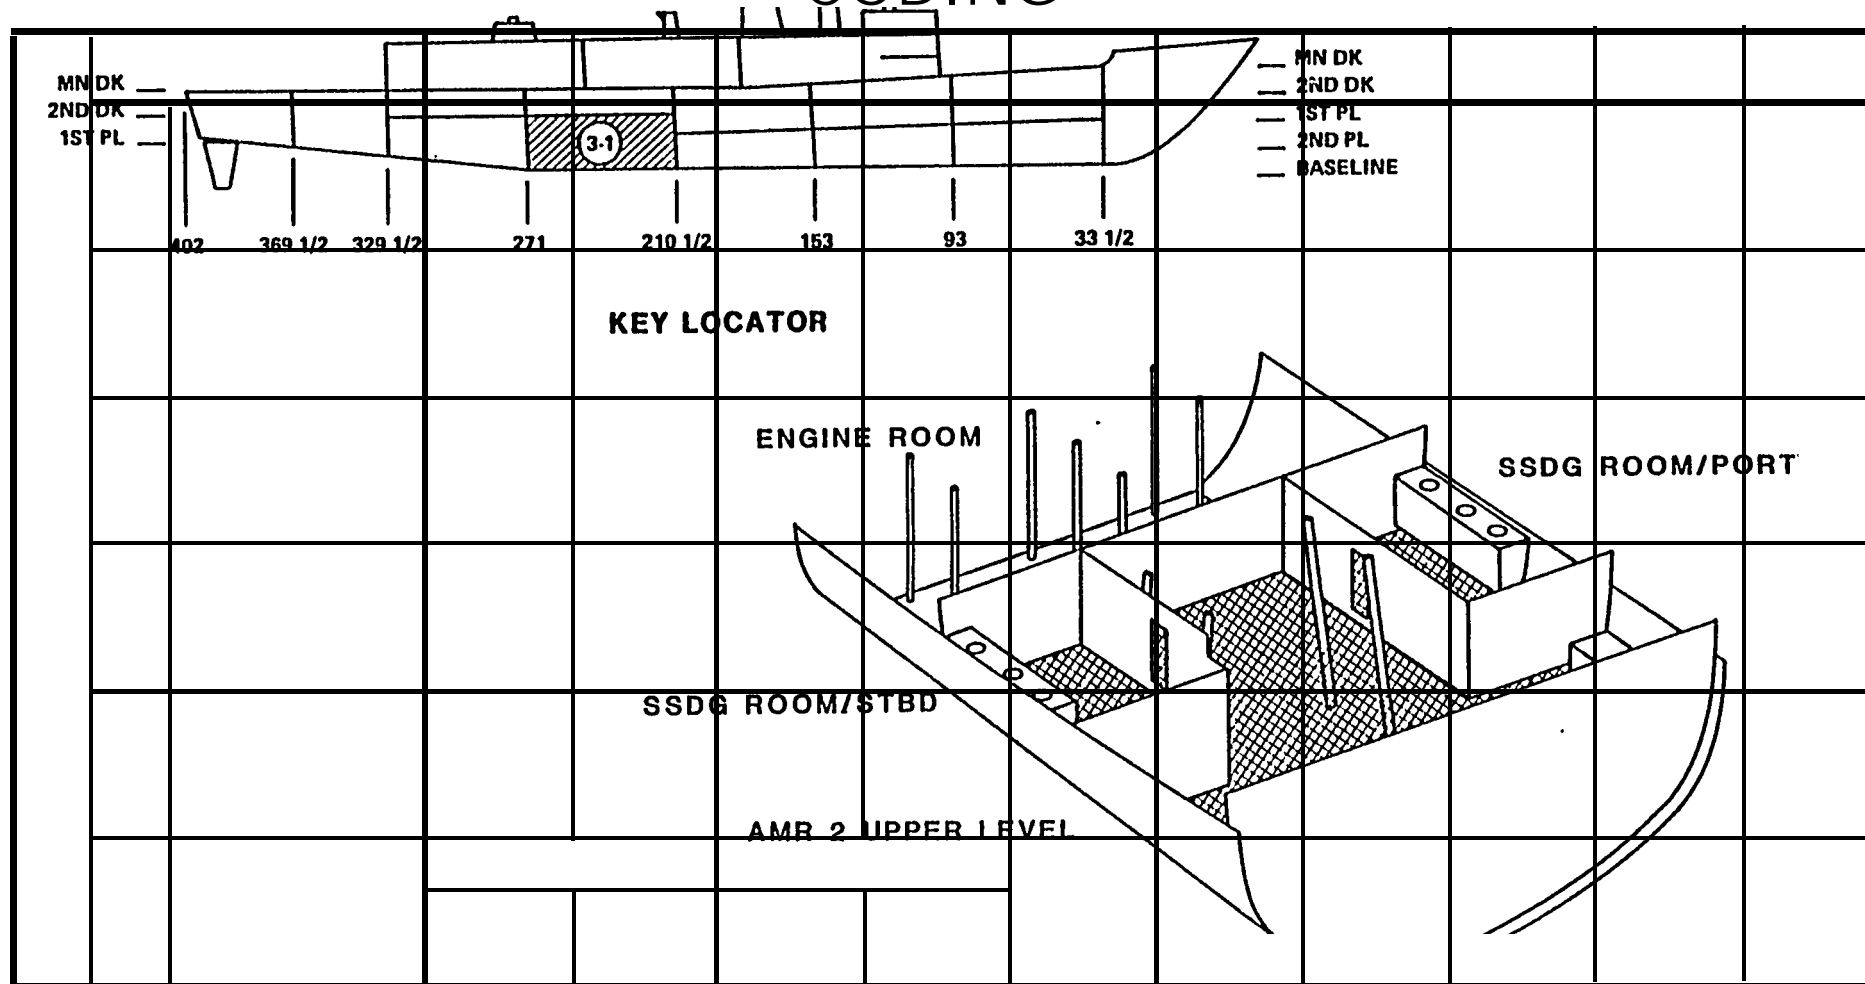 MN DK
2ND DK
1ST PL
3-1
MN DK
2ND DK
1ST PL
2ND PL
BASELINE
402 369 1/2 329 1/2 271 210 1/2 153 93 33 1/2
KEY LOCATOR
ENGINE ROOM
SSDG ROOM/PORT
SSDG ROOM/STBD
AMR 2 UPPER LEVEL